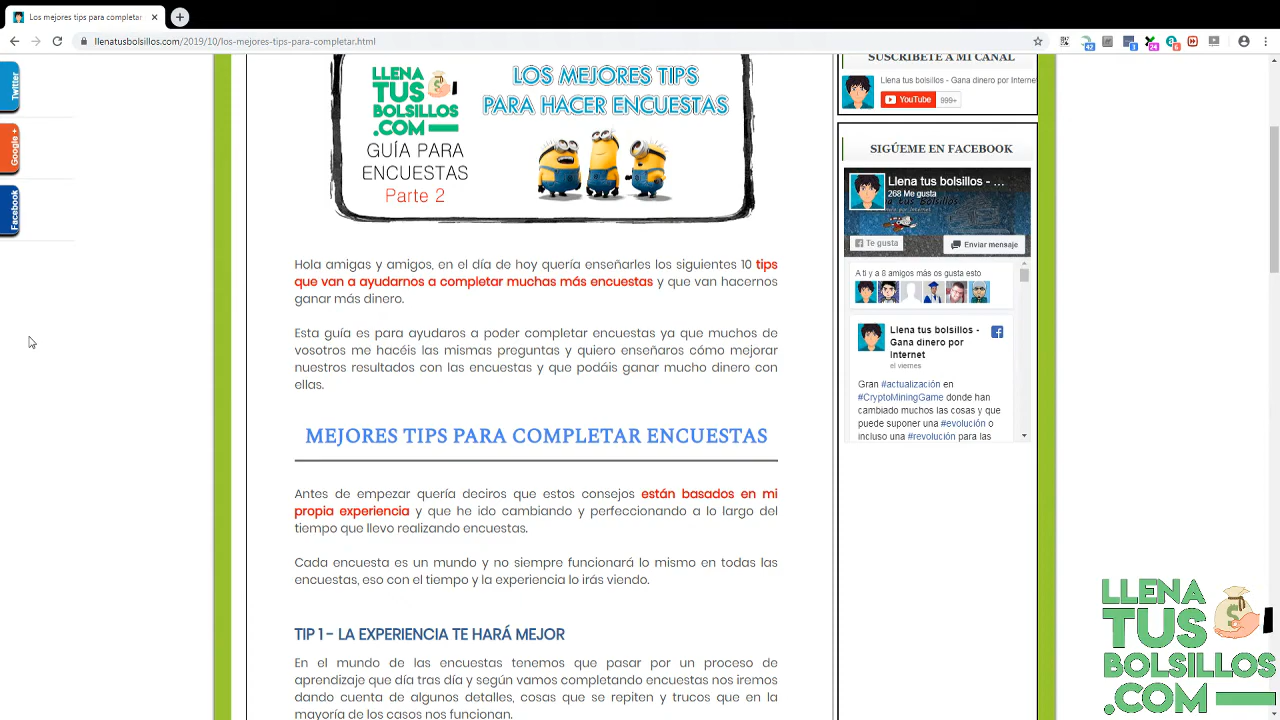 Los mejores tips para completar
llenatusbolsillos.com/2019/10/los-mejores-tips-para-completar.html
42
1
24
6
Twitter
Google +
Facebook
LLENA
TUS
BOLSILLOS
.COM
GUÍA PARA
ENCUESTAS
Parte 2
LOS MEJORES TIPS
PARA HACER ENCUESTAS
Hola amigas y amigos, en el día de hoy quería enseñarles los siguientes 10 tips
que van a ayudarnos a completar muchas más encuestas y que van hacernos
ganar más dinero.
Esta guía es para ayudaros a poder completar encuestas ya que muchos de
vosotros me hacéis las mismas preguntas y quiero enseñaros cómo mejorar
nuestros resultados con las encuestas y que podáis ganar mucho dinero con
ellas.
MEJORES TIPS PARA COMPLETAR ENCUESTAS
Antes de empezar quería deciros que estos consejos están basados en mi
propia experiencia y que he ido cambiando y perfeccionando a lo largo del
tiempo que llevo realizando encuestas.
Cada encuesta es un mundo y no siempre funcionará lo mismo en todas las
encuestas, eso con el tiempo y la experiencia lo irás viendo.
TIP 1 - LA EXPERIENCIA TE HARÁ MEJOR
En el mundo de las encuestas tenemos que pasar por un proceso de
aprendizaje que día tras día y según vamos completando encuestas nos iremos
dando cuenta de algunos detalles, cosas que se repiten y trucos que en la
mayoría de los casos nos funcionan.
SUSCRÍBETE A MI CANAL
Llena tus bolsillos - Gana dinero por Internet
YouTube 999+
SIGÚEME EN FACEBOOK
Llena tus bolsillos - ...
268 Me gusta
Te gusta
Enviar mensaje
A ti y a 8 amigos más os gusta esto
Llena tus bolsillos -
Gana dinero por
internet
el viernes
Gran #actualización en
#CryptoMiningGame donde han
cambiado muchos las cosas y que
puede suponer una #evolución o
incluso una #revolución para las
LLENA
TUS
BOLSILLOS
.COM